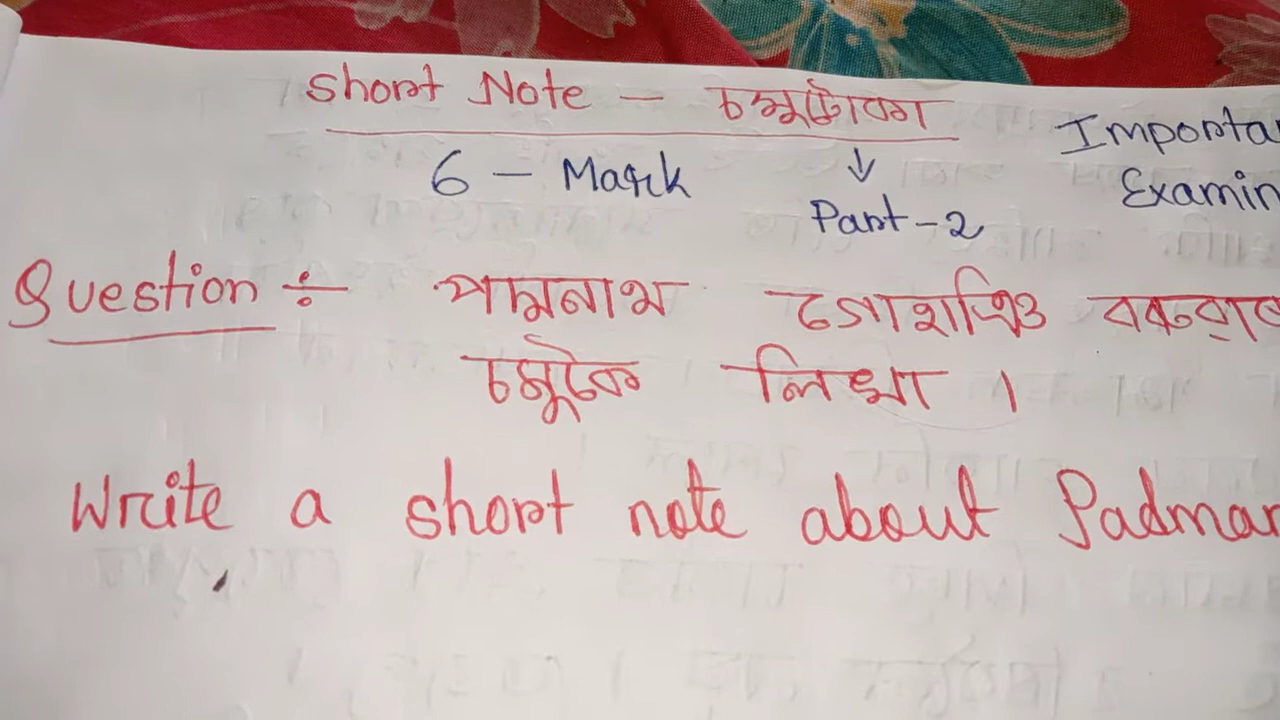 Short Note — চমুটোকা
6 — Mark
↓
Part-2
Importa
Examin
Question ÷ পদ্মনাথ গোহাঞি বৰুৱাৰ
চমুকৈ লিখা ।
Write a short note about Padman